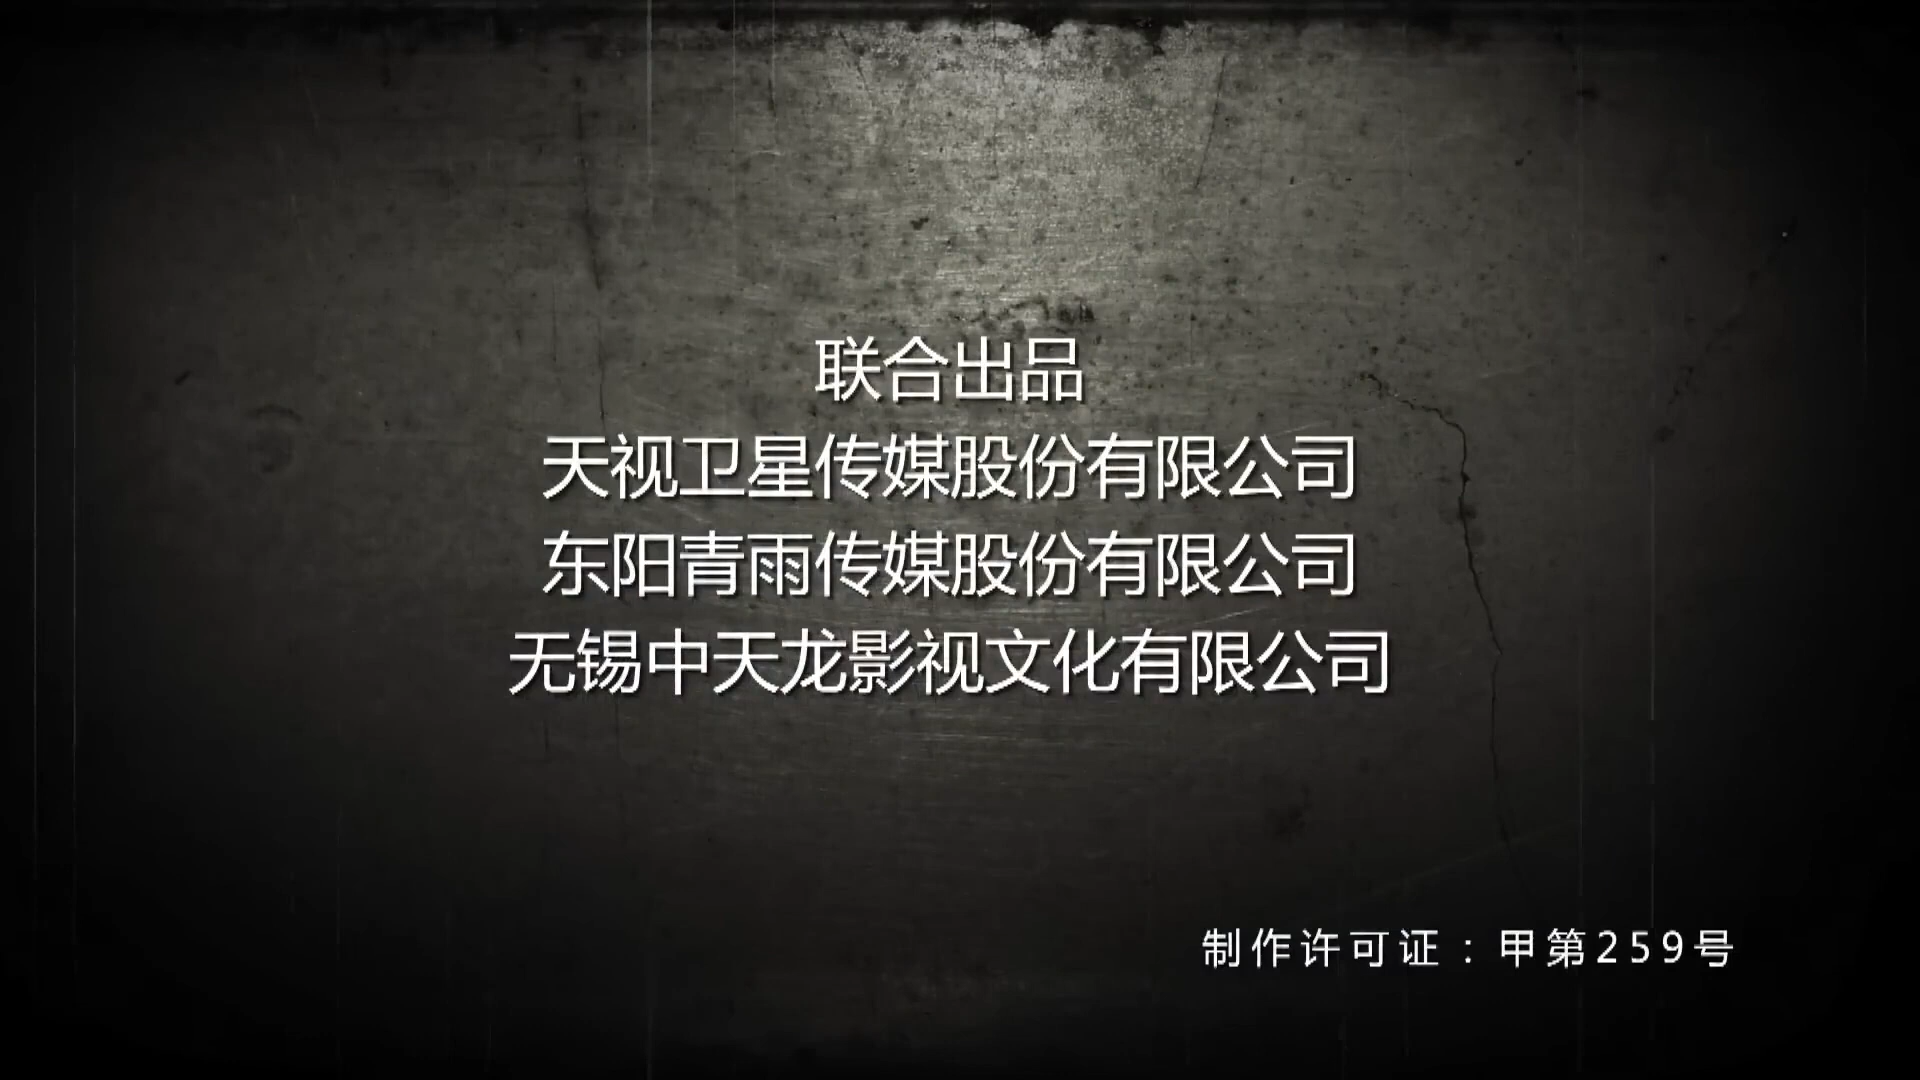 联合出品
天视卫星传媒股份有限公司
东阳青雨传媒股份有限公司
无锡中天龙影视文化有限公司
制作许可证：甲第259号